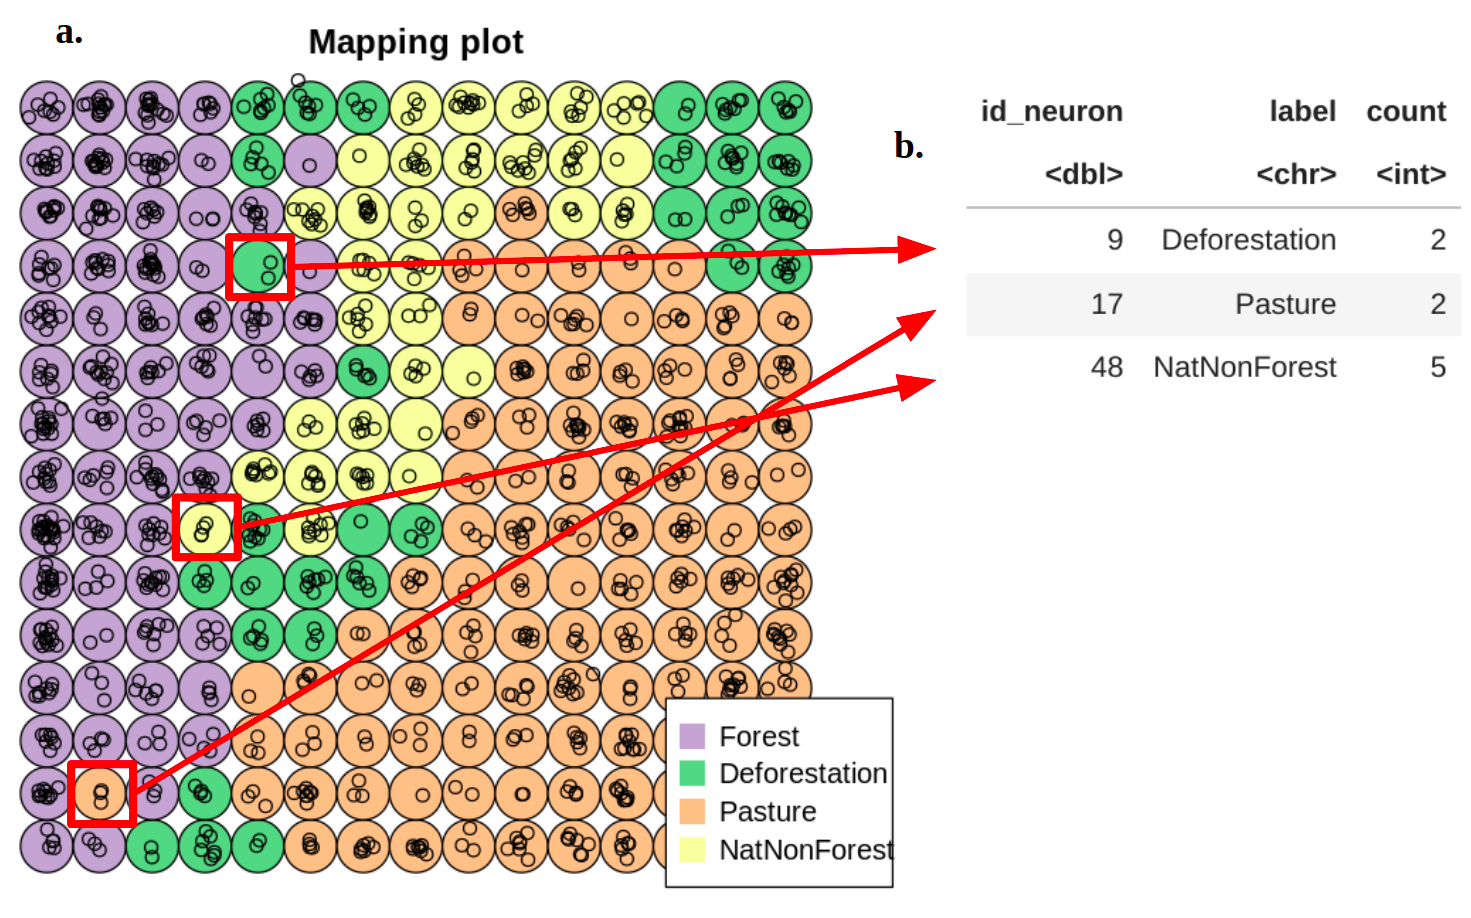 a.
Mapping plot
b.
id_neuron label count
<dbl> <chr> <int>
9 Deforestation 2
17 Pasture 2
48 NatNonForest 5
Forest
Deforestation
Pasture
NatNonForest